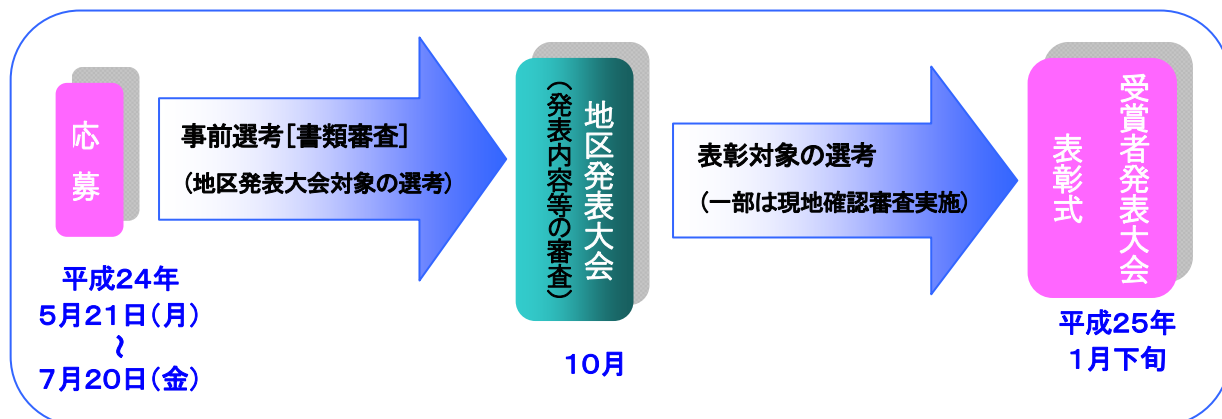 応募
平成24年
5月21日(月)
~
7月20日(金)
事前選考[書類審査]
(地区発表大会対象の選考)
地区発表大会
(発表内容等の審査)
10月
表彰対象の選考
(一部は現地確認審査実施)
受賞者発表大会
表彰式
平成25年
1月下旬